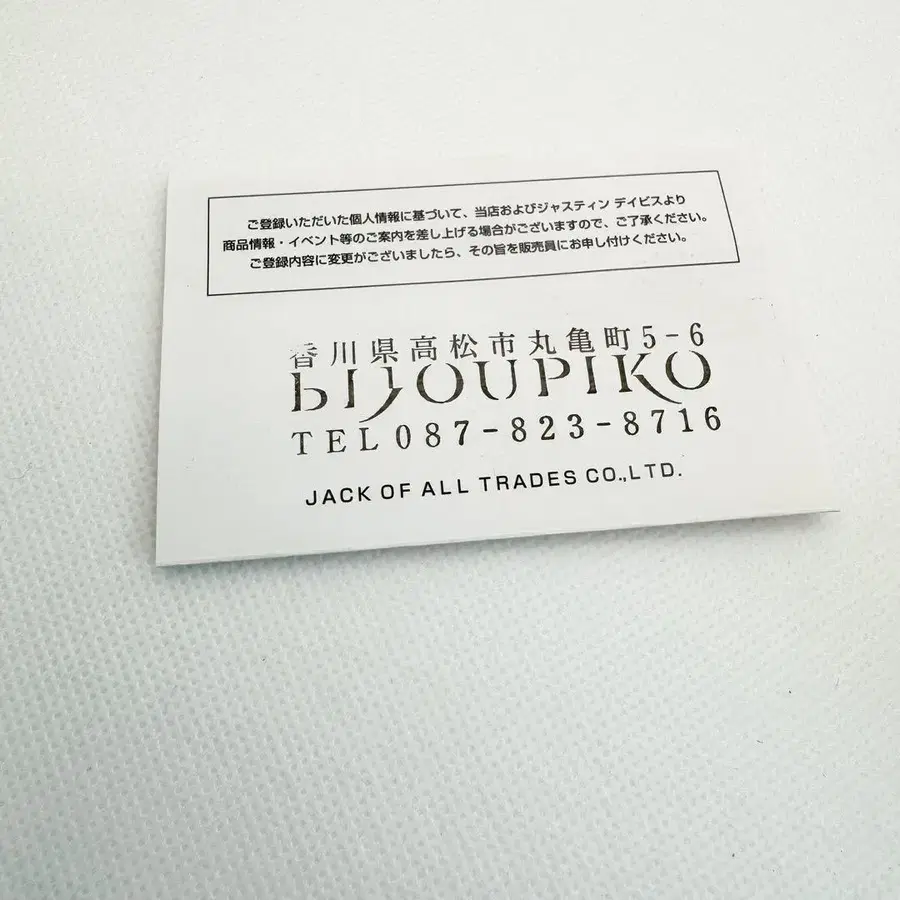 ご登録いただいた個人情報に基づいて、当店およびジャスティン デイビスより
商品情報・イベント等のご案内を差し上げる場合がございますので、ご了承ください。
ご登録内容に変更がございましたら、その旨を販売員にお申し付けください。
香川県高松市丸亀町5-6
bIJOUPIKO
TEL087-823-8716
JACK OF ALL TRADES CO.,LTD.